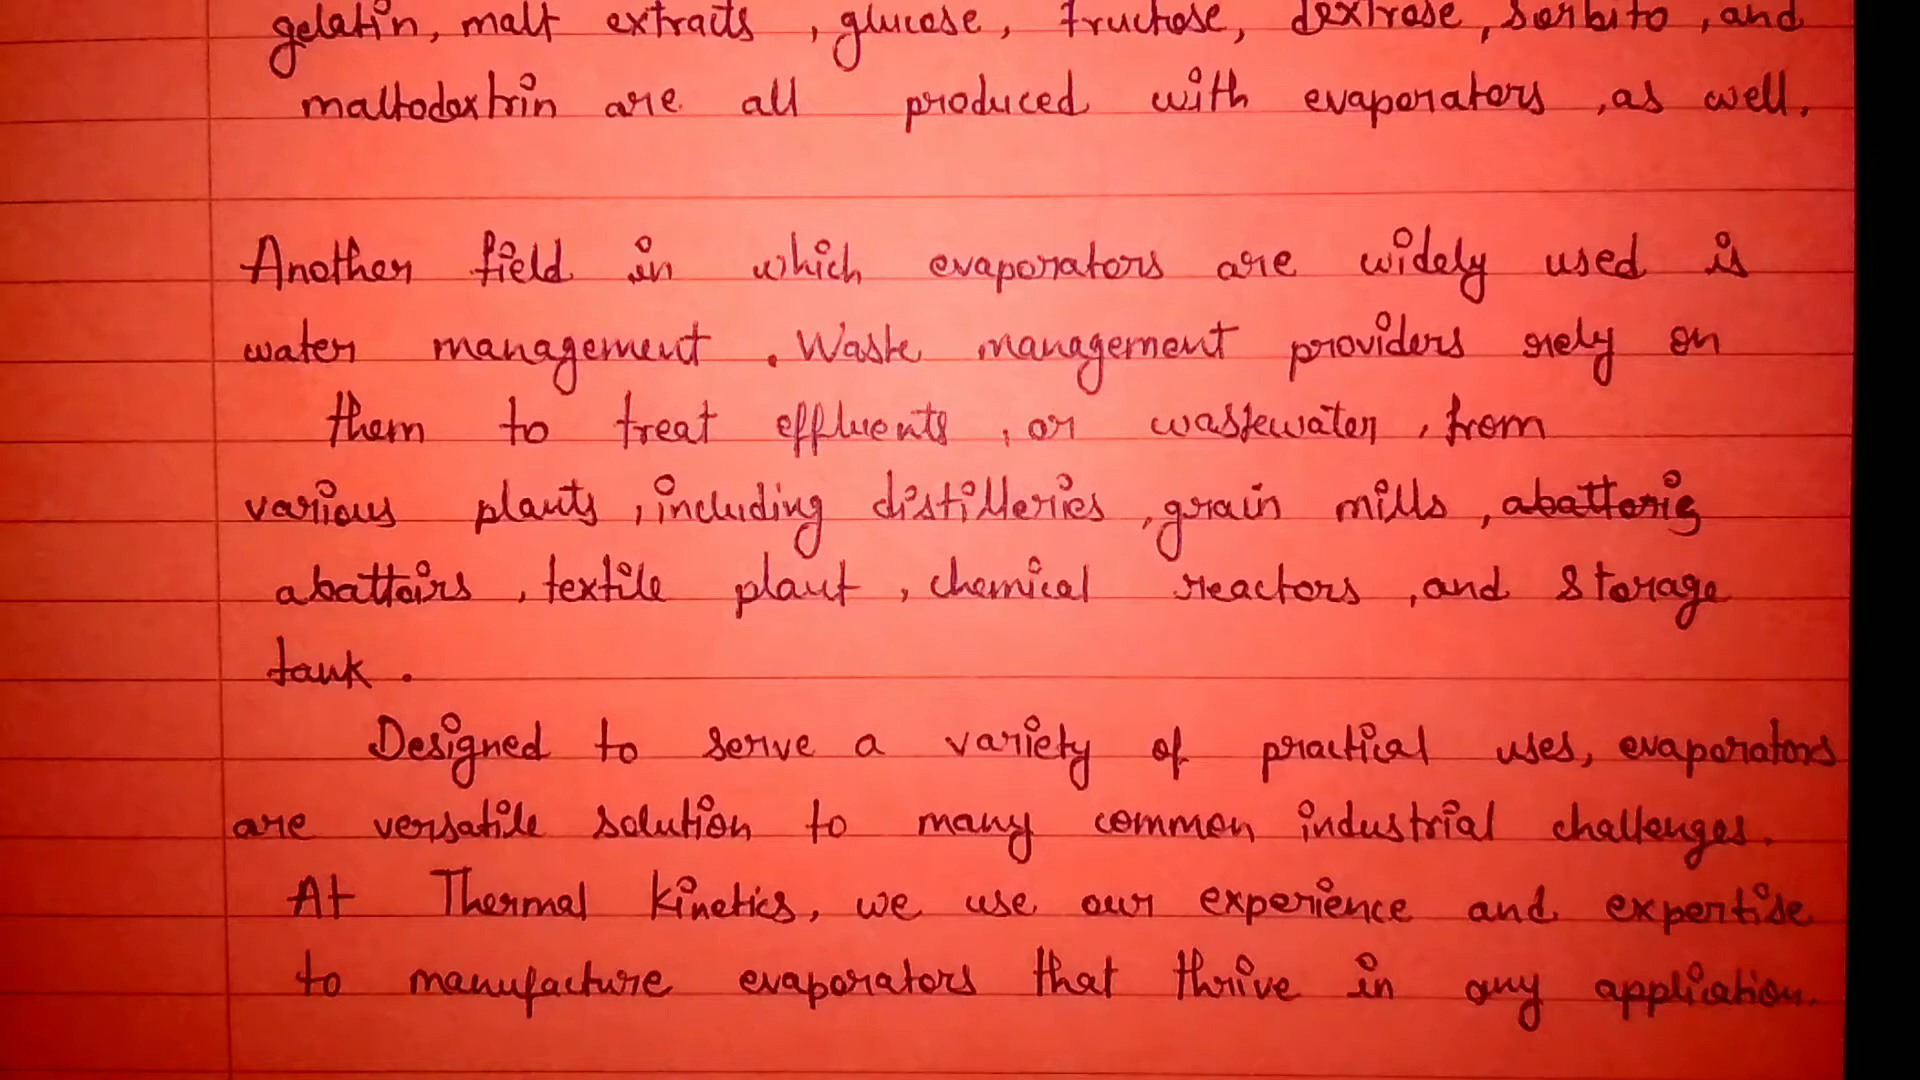 gelatin, malt extracts, glucose, fructose, dextrose, sorbito, and
maltodextrin are all produced with evaporators, as well.
Another field in which evaporators are widely used is
water management. Waste management providers rely on
them to treat effluents, or wastewater, from
various plants, including distilleries, grain mills, abattoris
abattoirs, textile plant, chemical reactors, and storage
tank.
Designed to serve a variety of practical uses, evaporators
are versatile solution to many common industrial challenges.
At Thermal Kinetics, we use our experience and expertise
to manufacture evaporators that thrive in any application.